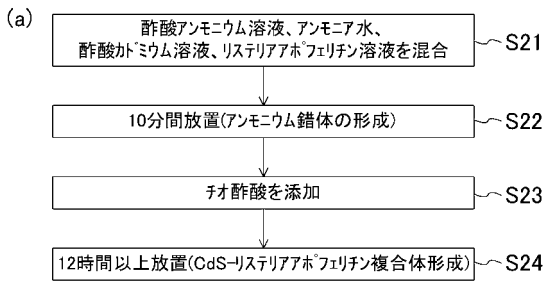 (a)
酢酸アンモニウム溶液、アンモニア水、
酢酸ｶﾄﾞﾐｳﾑ溶液、ﾘｽﾃﾘｱｱﾎﾟﾌｪﾘﾁﾝ溶液を混合
S21
10分間放置(ｱﾝﾓﾆｳﾑ錯体の形成)
S22
ﾁｵ酢酸を添加
S23
12時間以上放置(CdS-ﾘｽﾃﾘｱｱﾎﾟﾌｪﾘﾁﾝ複合体形成)
S24